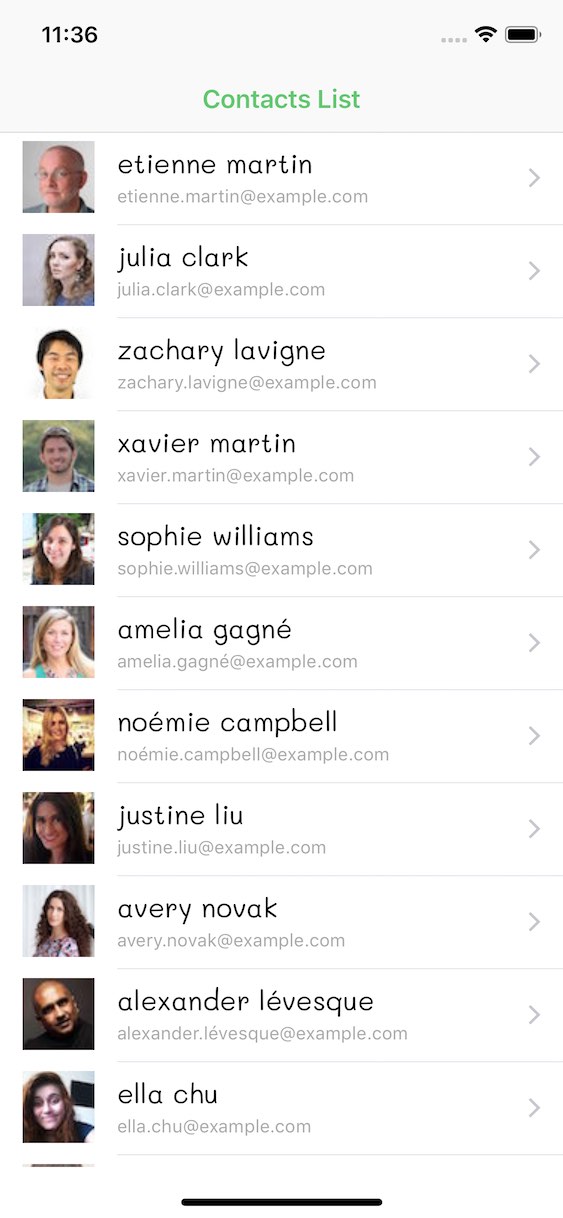 11:36
Contacts List
etienne martin
etienne.martin@example.com
julia clark
julia.clark@example.com
zachary lavigne
zachary.lavigne@example.com
xavier martin
xavier.martin@example.com
sophie williams
sophie.williams@example.com
amelia gagné
amelia.gagné@example.com
noémie campbell
noémie.campbell@example.com
justine liu
justine.liu@example.com
avery novak
avery.novak@example.com
alexander lévesque
alexander.lévesque@example.com
ella chu
ella.chu@example.com